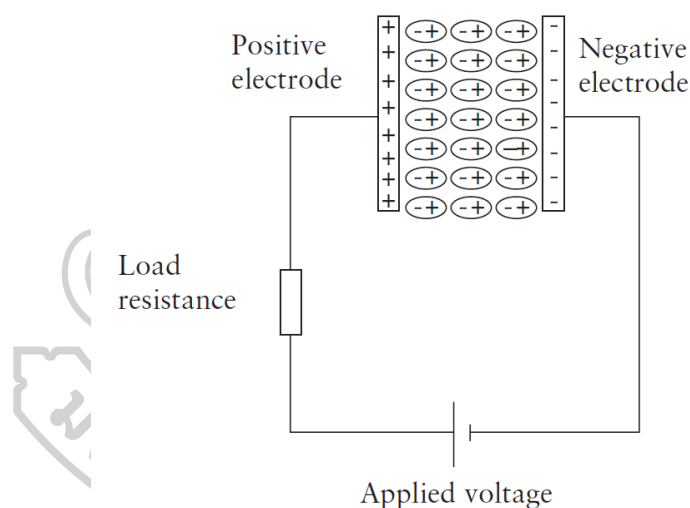 Positive
electrode
Negative
electrode
Load
resistance
Applied voltage